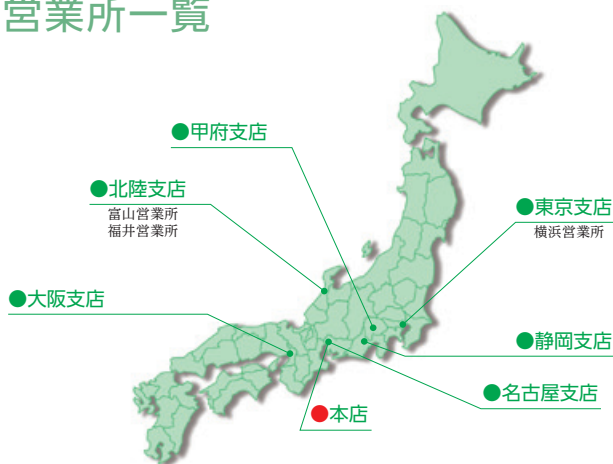 営業所一覧
●甲府支店
●北陸支店
富山営業所
福井営業所
●東京支店
横浜営業所
●大阪支店
●静岡支店
●名古屋支店
●本店